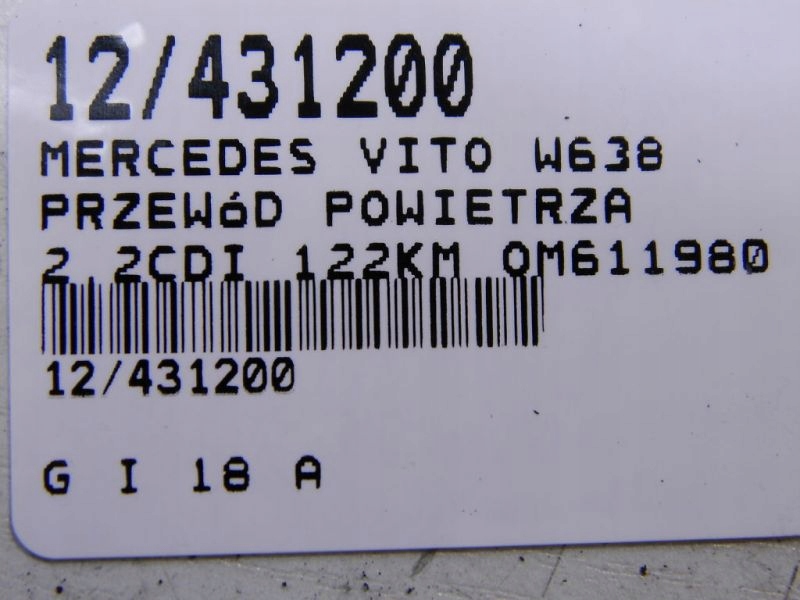 12/431200
MERCEDES VITO W638
PRZEWóD POWIETRZA
2.2CDI 122KM OM611980
12/431200
G I 18 A